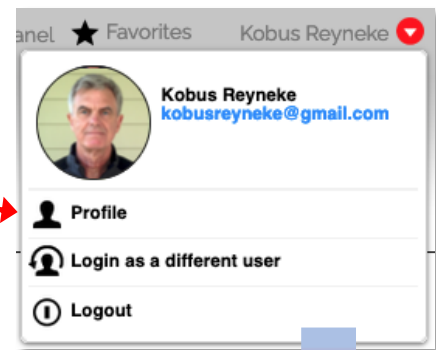 anel Favorites Kobus Reyneke
Kobus Reyneke
kobusreyneke@gmail.com
Profile
Login as a different user
Logout